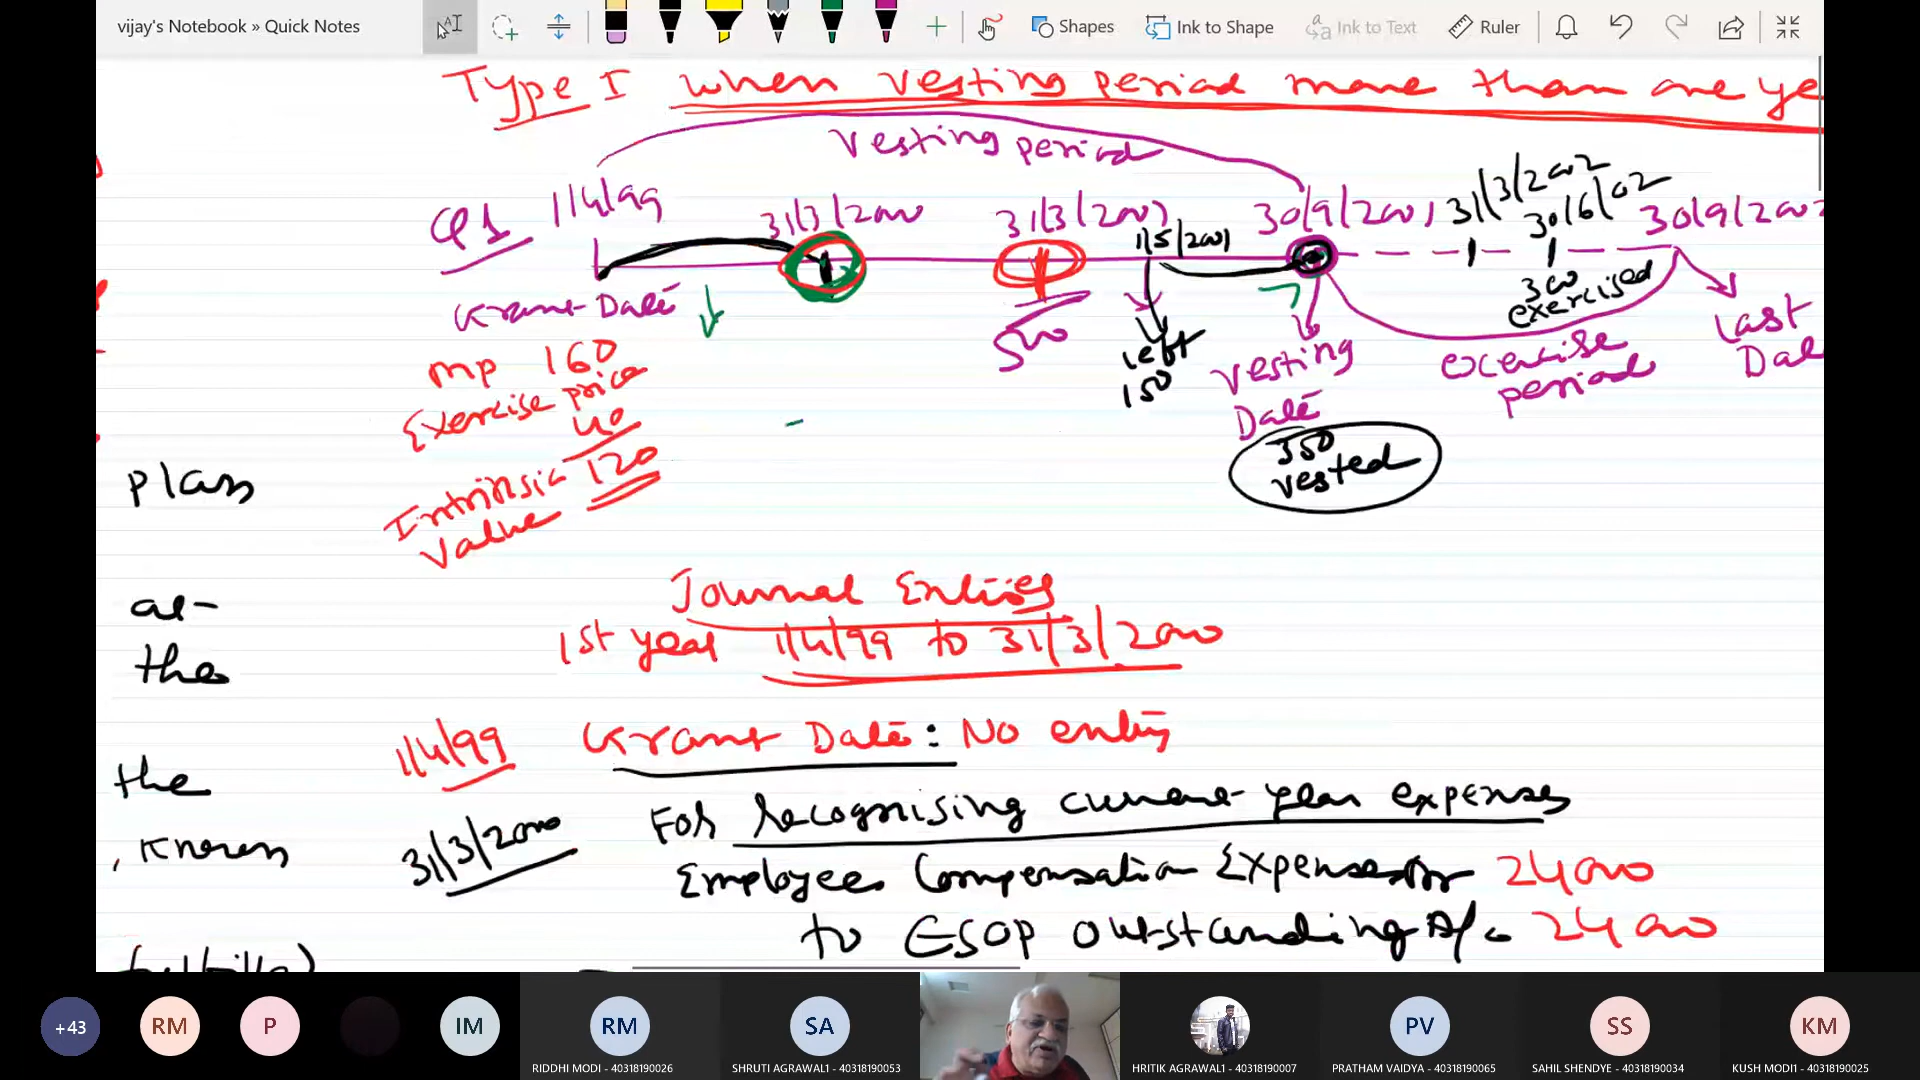 vijay's Notebook » Quick Notes
Shapes
Ink to Shape
Ink to Text
Ruler
Type I when vesting period more than one ye
vesting period
Q1 1/4/99 31/3/2000 31/3/2001 1/5/2001 30/9/2001 31/3/2002 30/6/02 30/9/200
Grant Date
500
left
150
300
exercised
vesting
Date
350
vested
exercise
period
Last
Dat
mp 160
Exercise price
40
Intrinsic 120
value
plan
at
the
the
known
Journal Entries
1st year 1/4/99 to 31/3/2000
1/4/99 Grant Date: No entry
31/3/2000 For recognising current year expenses
Employees Compensation Expenses Dr 24000
to ESOP outstanding A/c 24000
+43
RM
P
IM
RM
RIDDHI MODI - 40318190026
SA
SHRUTI AGRAWAL1 - 40318190053
HRITIK AGRAWAL1 - 40318190007
PV
PRATHAM VAIDYA - 40318190065
SS
SAHIL SHENDYE - 40318190034
KM
KUSH MODI1 - 40318190025